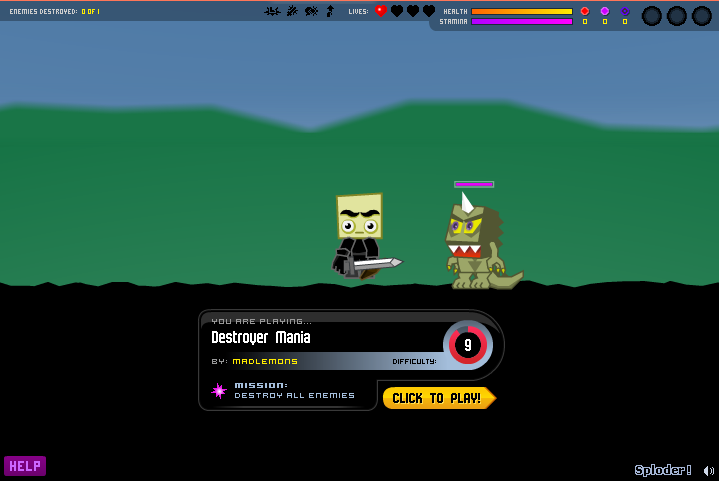 ENEMIES DESTROYED: 0 OF 1
LIVES:
HEALTH
STAMINA
0 0 0
YOU ARE PLAYING...
Destroyer Mania
BY: MADLEMONS
DIFFICULTY:
9
MISSION:
DESTROY ALL ENEMIES
CLICK TO PLAY!
HELP
Sploder!